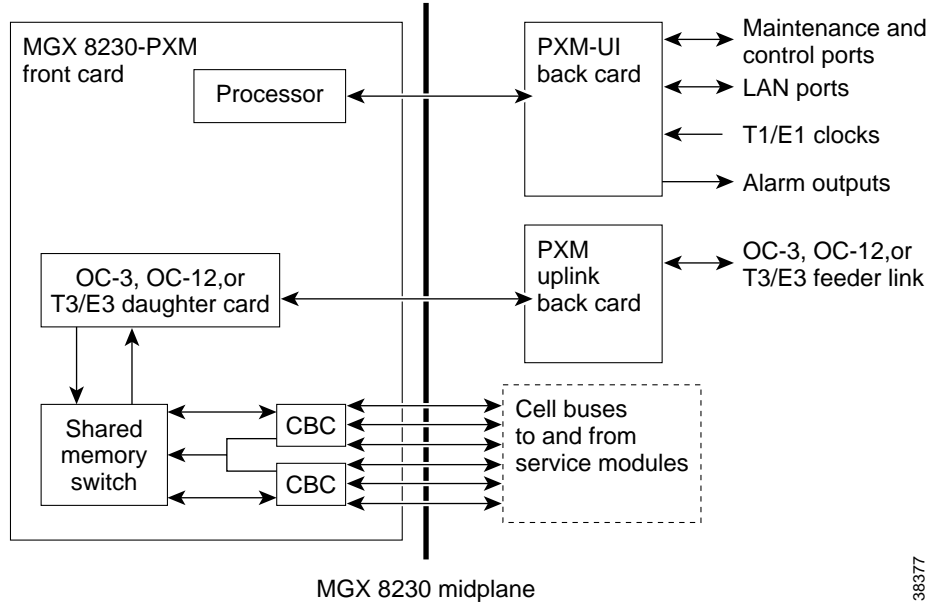 MGX 8230-PXM
front card
Processor
PXM-UI
back card
Maintenance and
control ports
LAN ports
T1/E1 clocks
Alarm outputs
OC-3, OC-12,or
T3/E3 daughter card
PXM
uplink
back card
OC-3, OC-12,or
T3/E3 feeder link
Shared
memory
switch
CBC
CBC
Cell buses
to and from
service modules
MGX 8230 midplane
38377